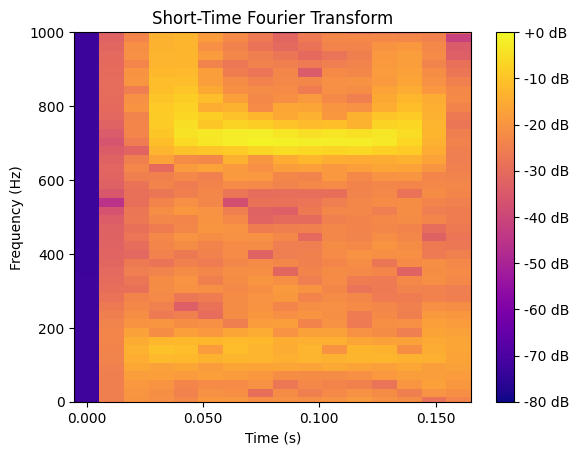 Short-Time Fourier Transform
1000
800
600
400
200
0
Frequency (Hz)
0.000
0.050
0.100
0.150
Time (s)
+0 dB
-10 dB
-20 dB
-30 dB
-40 dB
-50 dB
-60 dB
-70 dB
-80 dB